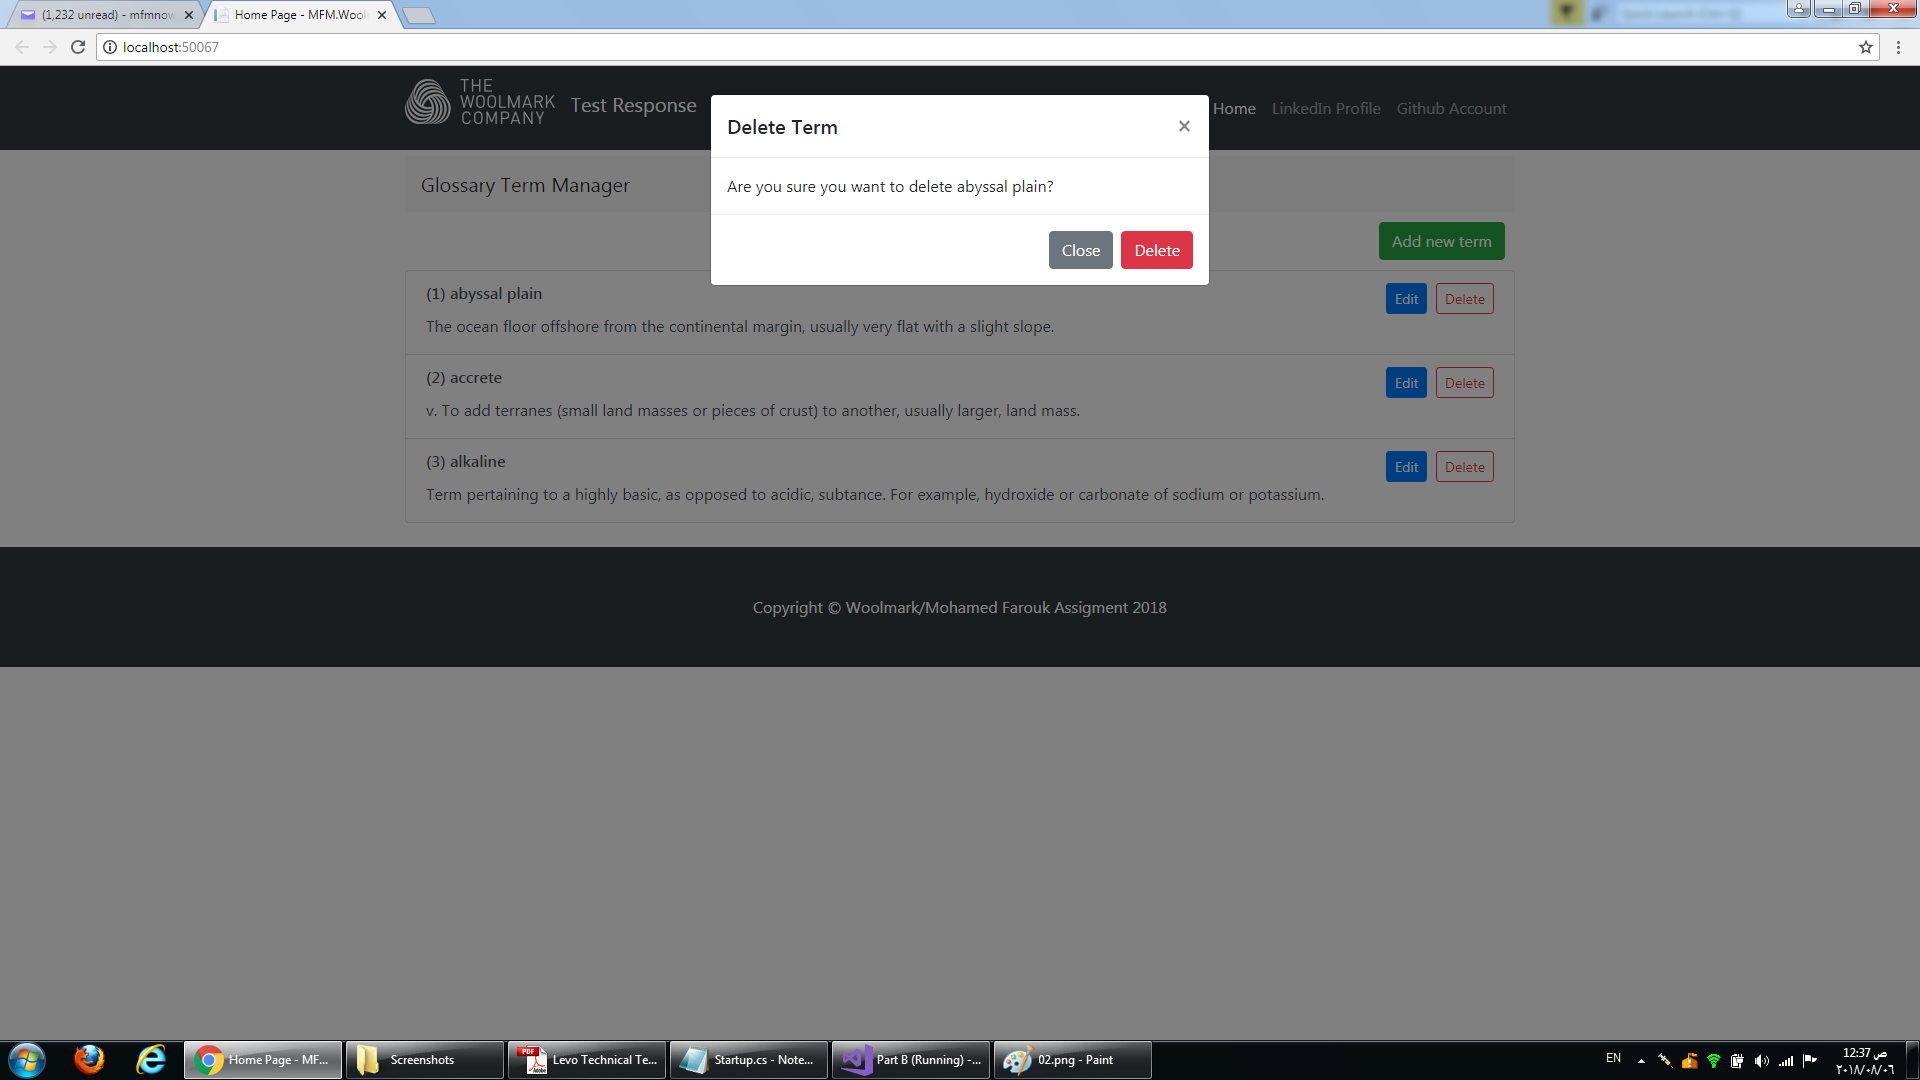 (1,232 unread) - mfmnow
Home Page - MFM.Wool
localhost:50067
THE
WOOLMARK
COMPANY
Test Response
Home
LinkedIn Profile
Github Account
Delete Term
×
Are you sure you want to delete abyssal plain?
Close
Delete
Glossary Term Manager
Add new term
(1) abyssal plain
Edit
Delete
The ocean floor offshore from the continental margin, usually very flat with a slight slope.
(2) accrete
Edit
Delete
v. To add terranes (small land masses or pieces of crust) to another, usually larger, land mass.
(3) alkaline
Edit
Delete
Term pertaining to a highly basic, as opposed to acidic, subtance. For example, hydroxide or carbonate of sodium or potassium.
Copyright © Woolmark/Mohamed Farouk Assigment 2018
Home Page - MF...
Screenshots
PDF
Adobe
Levo Technical Te...
Startup.cs - Note...
Part B (Running) -...
02.png - Paint
EN
12:37 ص
٢٠١٨/٠٨/٠٦